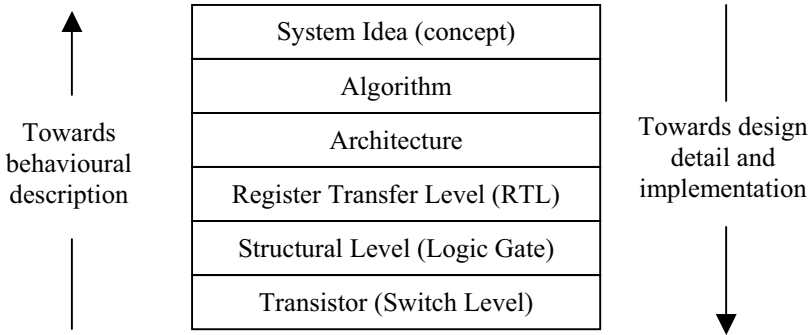 System Idea (concept)
Algorithm
Architecture
Register Transfer Level (RTL)
Structural Level (Logic Gate)
Transistor (Switch Level)
Towards
behavioural
description
Towards design
detail and
implementation